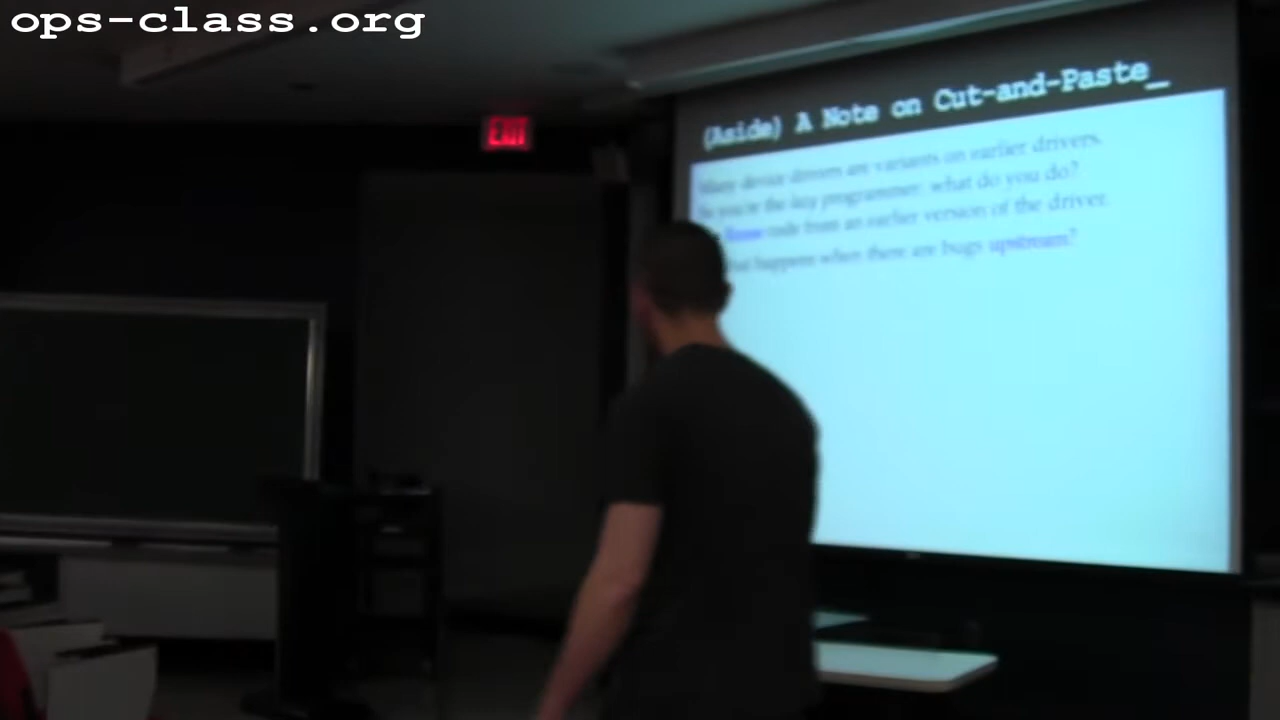 ops-class.org
EXIT
(Aside) A Note on Cut-and-Paste_
Many device drivers are variants on earlier drivers.
So you're the lazy programmer: what do you do?
code from an earlier version of the driver.
happens when there are bugs upstream?